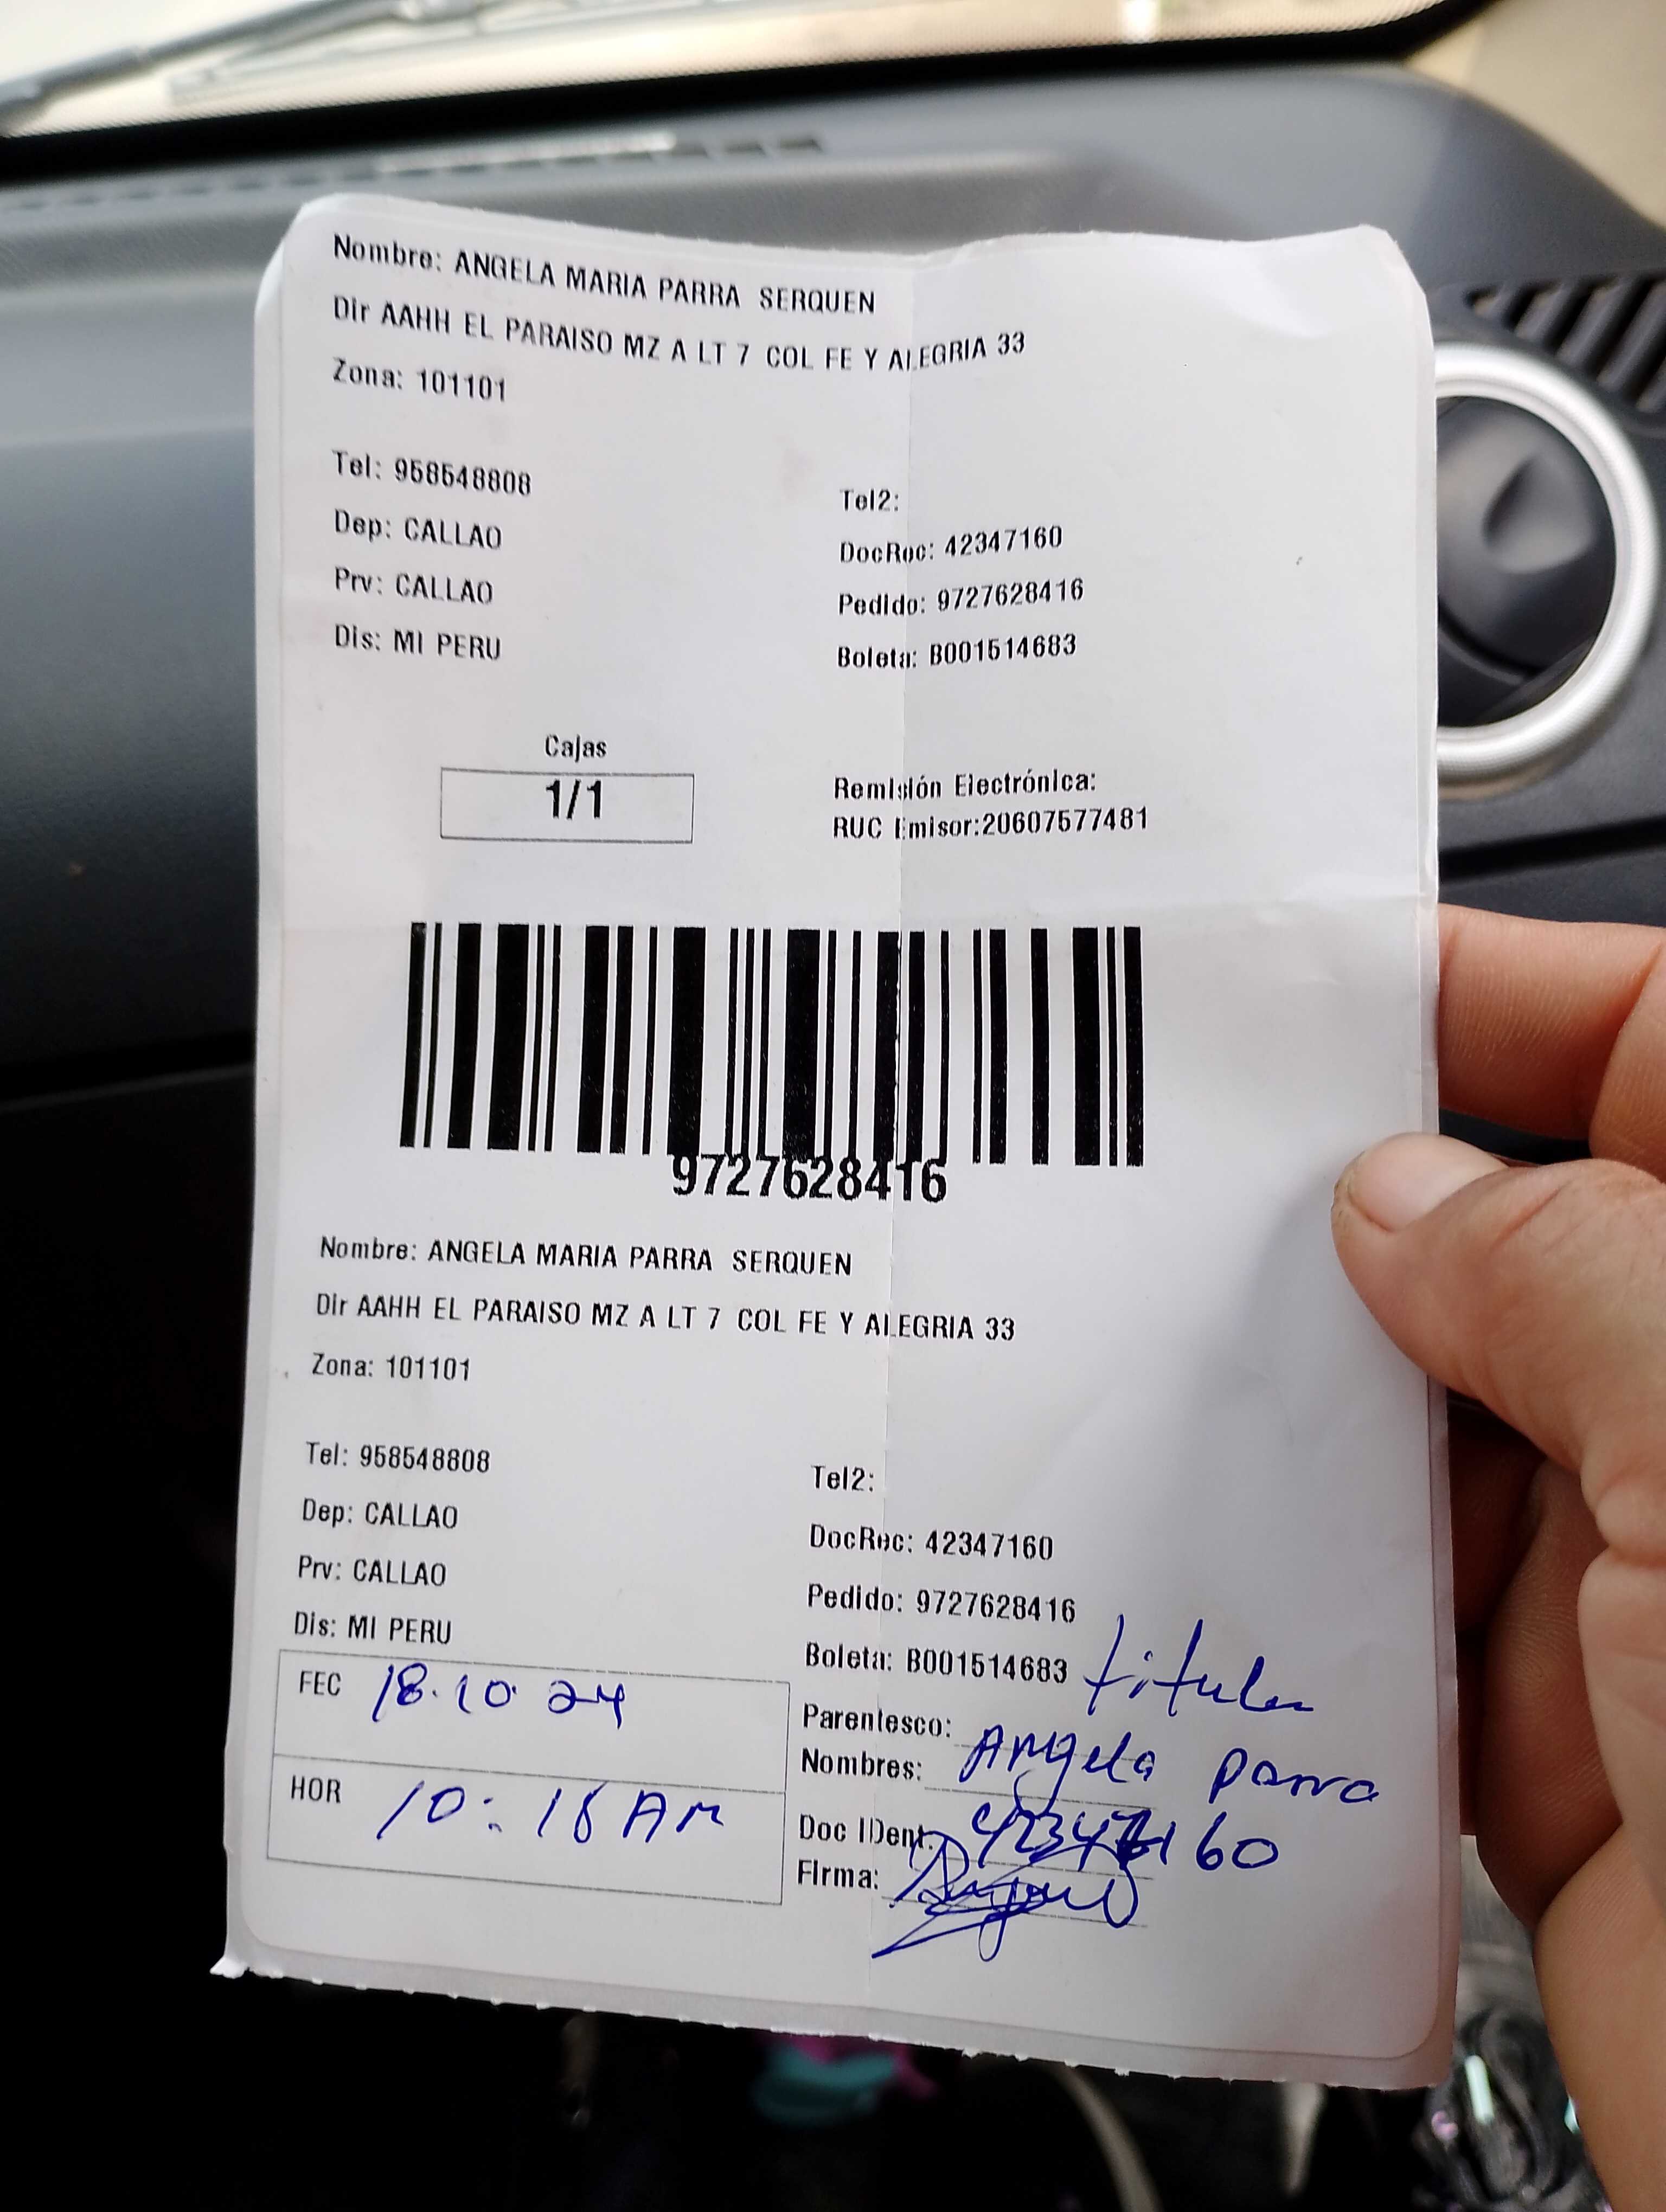 Nombre: ANGELA MARIA PARRA SERQUEN
Dir AAHH EL PARAISO MZ A LT 7 COL FE Y ALEGRIA 33
Zona: 101101
Tel: 958548808
Tel2:
Dep: CALLAO
DocRec: 42347160
Prv: CALLAO
Pedido: 9727628416
Dis: MI PERU
Boleta: B001514683
Cajas
1/1
Remisión Electrónica:
RUC Emisor:20607577481
9727628416
Nombre: ANGELA MARIA PARRA SERQUEN
Dir AAHH EL PARAISO MZ A LT 7 COL FE Y ALEGRIA 33
Zona: 101101
Tel: 958548808
Tel2:
Dep: CALLAO
DocRec: 42347160
Prv: CALLAO
Pedido: 9727628416
Dis: MI PERU
Boleta: B001514683
FEC 18.10 24
Parentesco: titular
Nombres: Angela parra
HOR 10:18 AM
Doc IDent. 42347160
Firma: